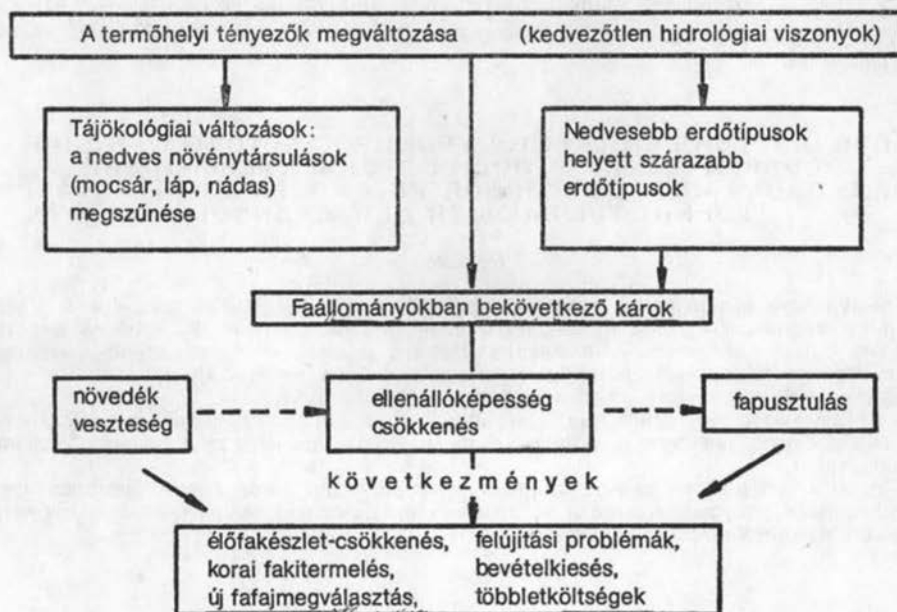 A termőhelyi tényezők megváltozása (kedvezőtlen hidrológiai viszonyok)
Tájökológiai változások:
a nedves növénytársulások
(mocsár, láp, nádas)
megszűnése
Nedvesebb erdőtípusok
helyett szárazabb
erdőtípusok
Faállományokban bekövetkező károk
növedék
veszteség
ellenállóképesség
csökkenés
fapusztulás
következmények
élőfakészlet-csökkenés,
korai fakitermelés,
új fafajmegválasztás,
felújítási problémák,
bevételkiesés,
többletköltségek